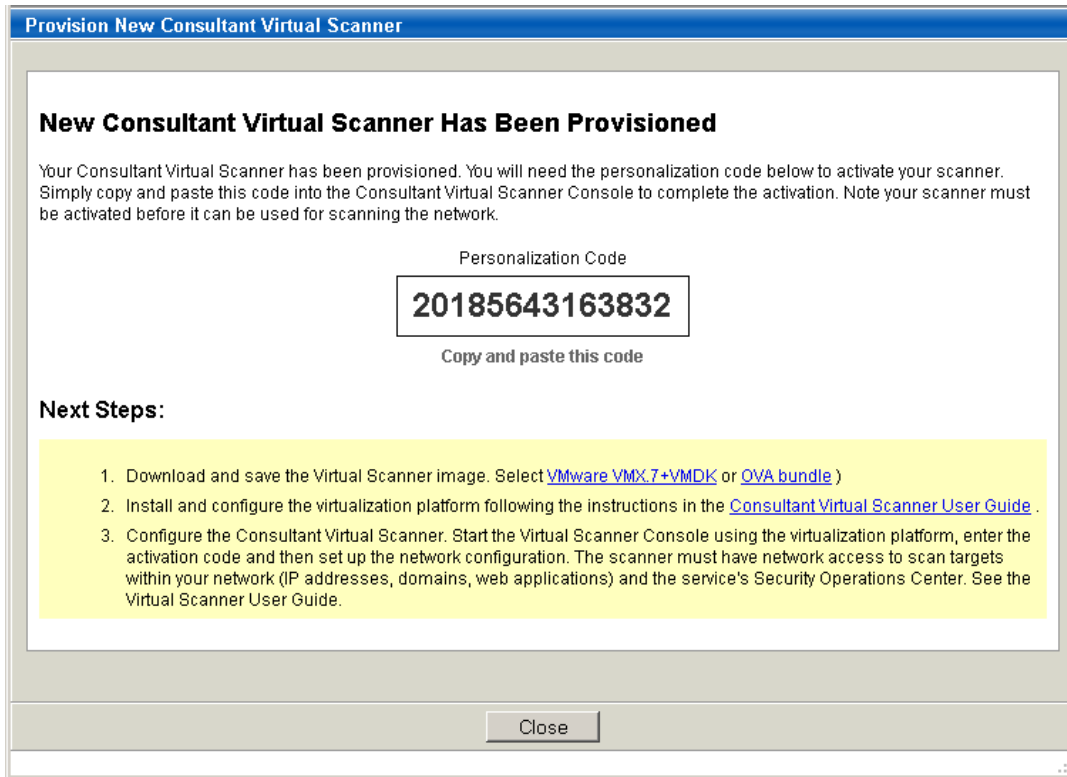 Provision New Consultant Virtual Scanner
New Consultant Virtual Scanner Has Been Provisioned
Your Consultant Virtual Scanner has been provisioned. You will need the personalization code below to activate your scanner.
Simply copy and paste this code into the Consultant Virtual Scanner Console to complete the activation. Note your scanner must
be activated before it can be used for scanning the network.
Personalization Code
20185643163832
Copy and paste this code
Next Steps:
1. Download and save the Virtual Scanner image. Select VMware VMX.7+VMDK or OVA bundle )
2. Install and configure the virtualization platform following the instructions in the Consultant Virtual Scanner User Guide .
3. Configure the Consultant Virtual Scanner. Start the Virtual Scanner Console using the virtualization platform, enter the
activation code and then set up the network configuration. The scanner must have network access to scan targets
within your network (IP addresses, domains, web applications) and the service's Security Operations Center. See the
Virtual Scanner User Guide.
Close